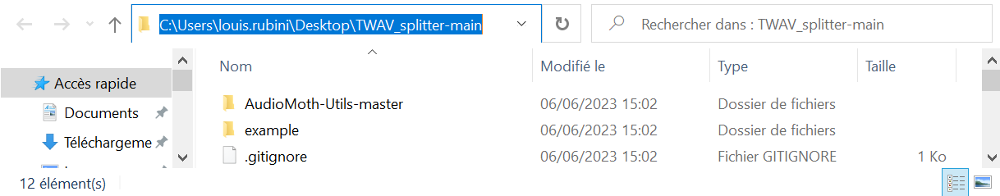 C:\Users\louis.rubini\Desktop\TWAV_splitter-main
Rechercher dans : TWAV_splitter-main
Nom Modifié le Type Taille
Accès rapide
Documents
Téléchargeme
AudioMoth-Utils-master 06/06/2023 15:02 Dossier de fichiers
example 06/06/2023 15:02 Dossier de fichiers
.gitignore 06/06/2023 15:02 Fichier GITIGNORE 1 Ko
12 élément(s)